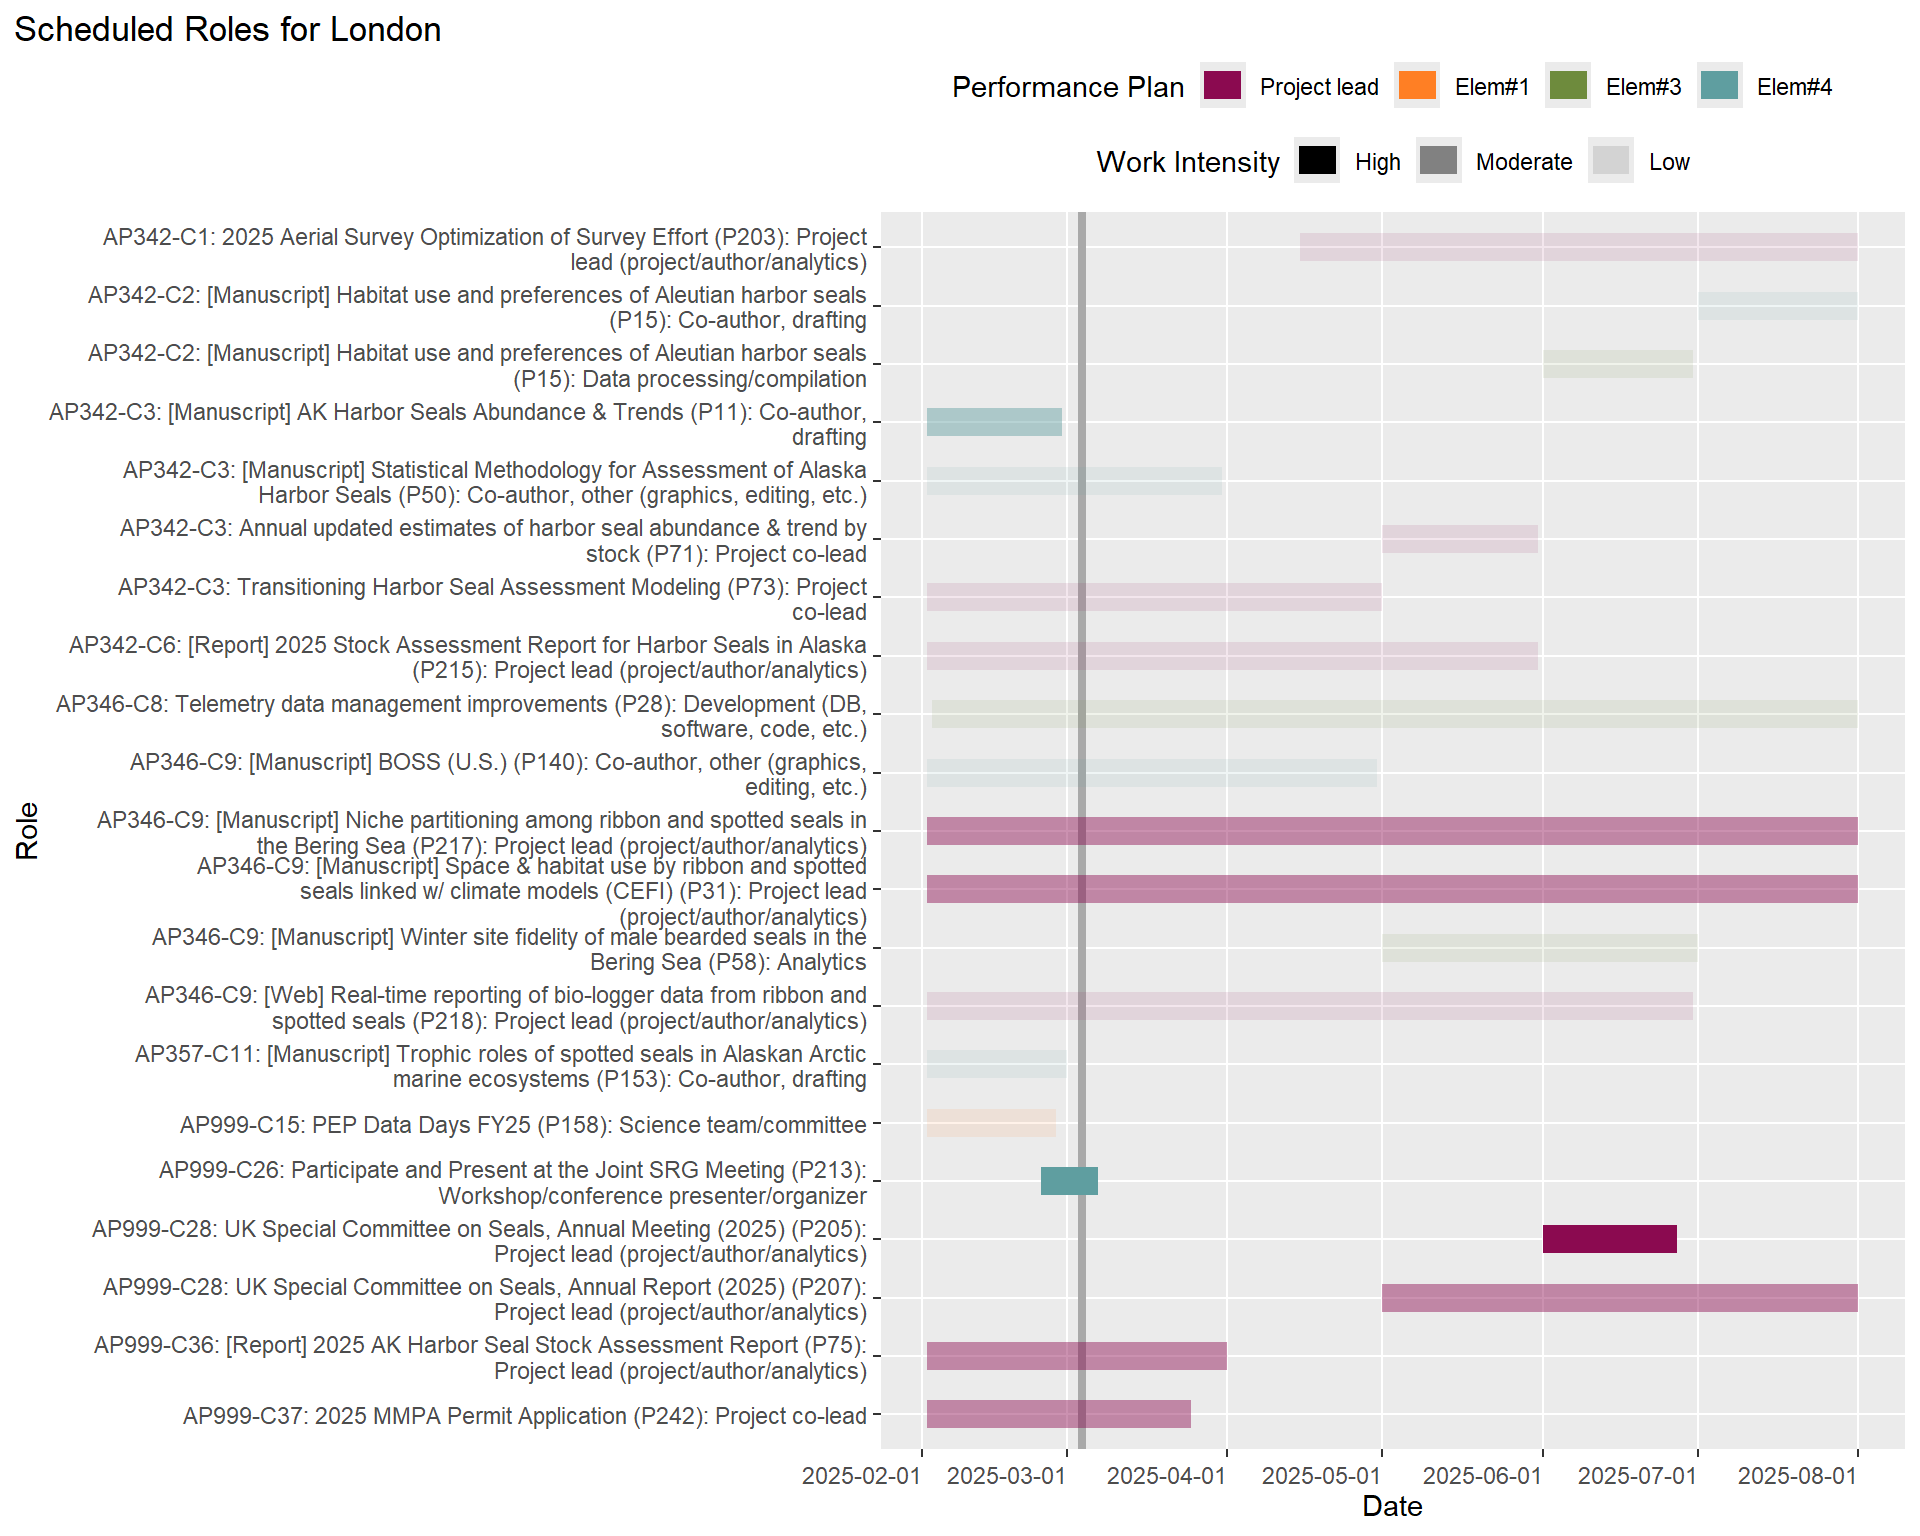 Scheduled Roles for London
Performance Plan Project lead Elem#1 Elem#3 Elem#4
Work Intensity High Moderate Low
Role
AP342-C1: 2025 Aerial Survey Optimization of Survey Effort (P203): Project
lead (project/author/analytics)
AP342-C2: [Manuscript] Habitat use and preferences of Aleutian harbor seals
(P15): Co-author, drafting
AP342-C2: [Manuscript] Habitat use and preferences of Aleutian harbor seals
(P15): Data processing/compilation
AP342-C3: [Manuscript] AK Harbor Seals Abundance & Trends (P11): Co-author,
drafting
AP342-C3: [Manuscript] Statistical Methodology for Assessment of Alaska
Harbor Seals (P50): Co-author, other (graphics, editing, etc.)
AP342-C3: Annual updated estimates of harbor seal abundance & trend by
stock (P71): Project co-lead
AP342-C3: Transitioning Harbor Seal Assessment Modeling (P73): Project
co-lead
AP342-C6: [Report] 2025 Stock Assessment Report for Harbor Seals in Alaska
(P215): Project lead (project/author/analytics)
AP346-C8: Telemetry data management improvements (P28): Development (DB,
software, code, etc.)
AP346-C9: [Manuscript] BOSS (U.S.) (P140): Co-author, other (graphics,
editing, etc.)
AP346-C9: [Manuscript] Niche partitioning among ribbon and spotted seals in
the Bering Sea (P217): Project lead (project/author/analytics)
AP346-C9: [Manuscript] Space & habitat use by ribbon and spotted
seals linked w/ climate models (CEFI) (P31): Project lead
(project/author/analytics)
AP346-C9: [Manuscript] Winter site fidelity of male bearded seals in the
Bering Sea (P58): Analytics
AP346-C9: [Web] Real-time reporting of bio-logger data from ribbon and
spotted seals (P218): Project lead (project/author/analytics)
AP357-C11: [Manuscript] Trophic roles of spotted seals in Alaskan Arctic
marine ecosystems (P153): Co-author, drafting
AP999-C15: PEP Data Days FY25 (P158): Science team/committee
AP999-C26: Participate and Present at the Joint SRG Meeting (P213):
Workshop/conference presenter/organizer
AP999-C28: UK Special Committee on Seals, Annual Meeting (2025) (P205):
Project lead (project/author/analytics)
AP999-C28: UK Special Committee on Seals, Annual Report (2025) (P207):
Project lead (project/author/analytics)
AP999-C36: [Report] 2025 AK Harbor Seal Stock Assessment Report (P75):
Project lead (project/author/analytics)
AP999-C37: 2025 MMPA Permit Application (P242): Project co-lead
2025-02-01 2025-03-01 2025-04-01 2025-05-01 2025-06-01 2025-07-01 2025-08-01
Date